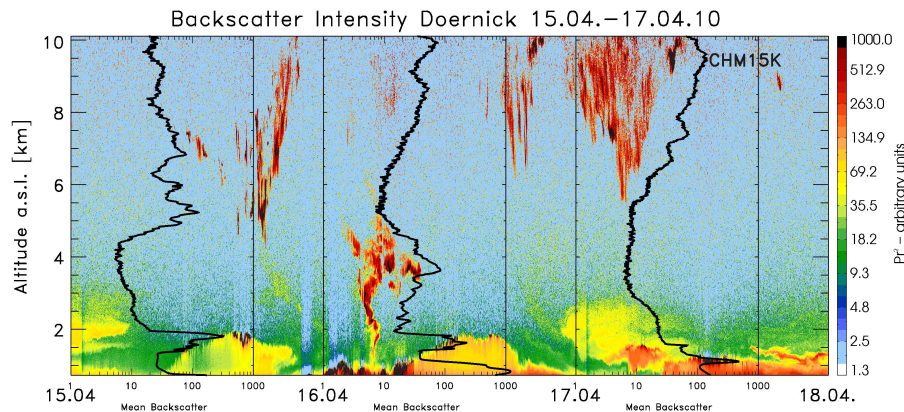 Backscatter Intensity Doernick 15.04.–17.04.10
Altitude a.s.l. [km]
10
8
6
4
2
CHM15K
1000.0
512.9
263.0
134.9
69.2
35.5
18.2
9.3
4.8
2.5
1.3
Pr² – arbitrary units
10 100 1000 10 100 1000 10 100 1000
15.04 16.04 17.04 18.04.
Mean Backscatter Mean Backscatter Mean Backscatter